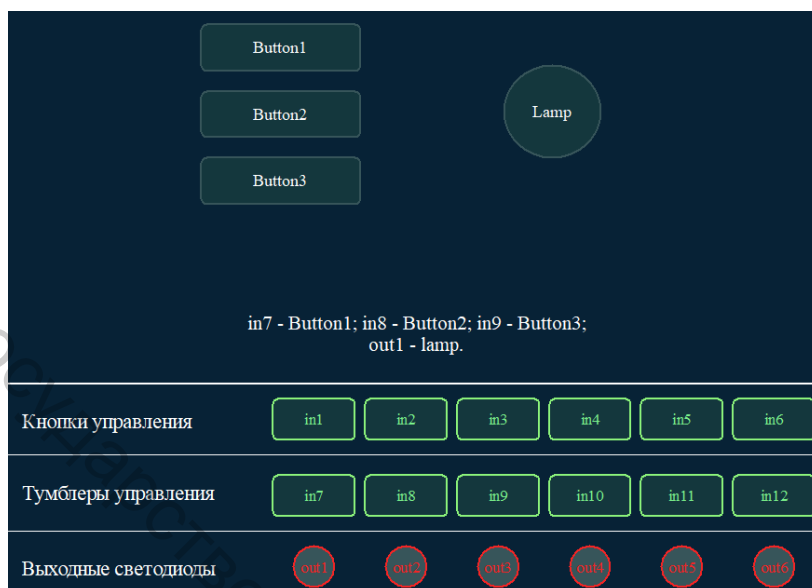 Button1
Lamp
Button2
Button3
in7 - Button1; in8 - Button2; in9 - Button3;
out1 - lamp.
Кнопки управления in1 in2 in3 in4 in5 in6
Тумблеры управления in7 in8 in9 in10 in11 in12
Выходные светодиоды out1 out2 out3 out4 out5 out6